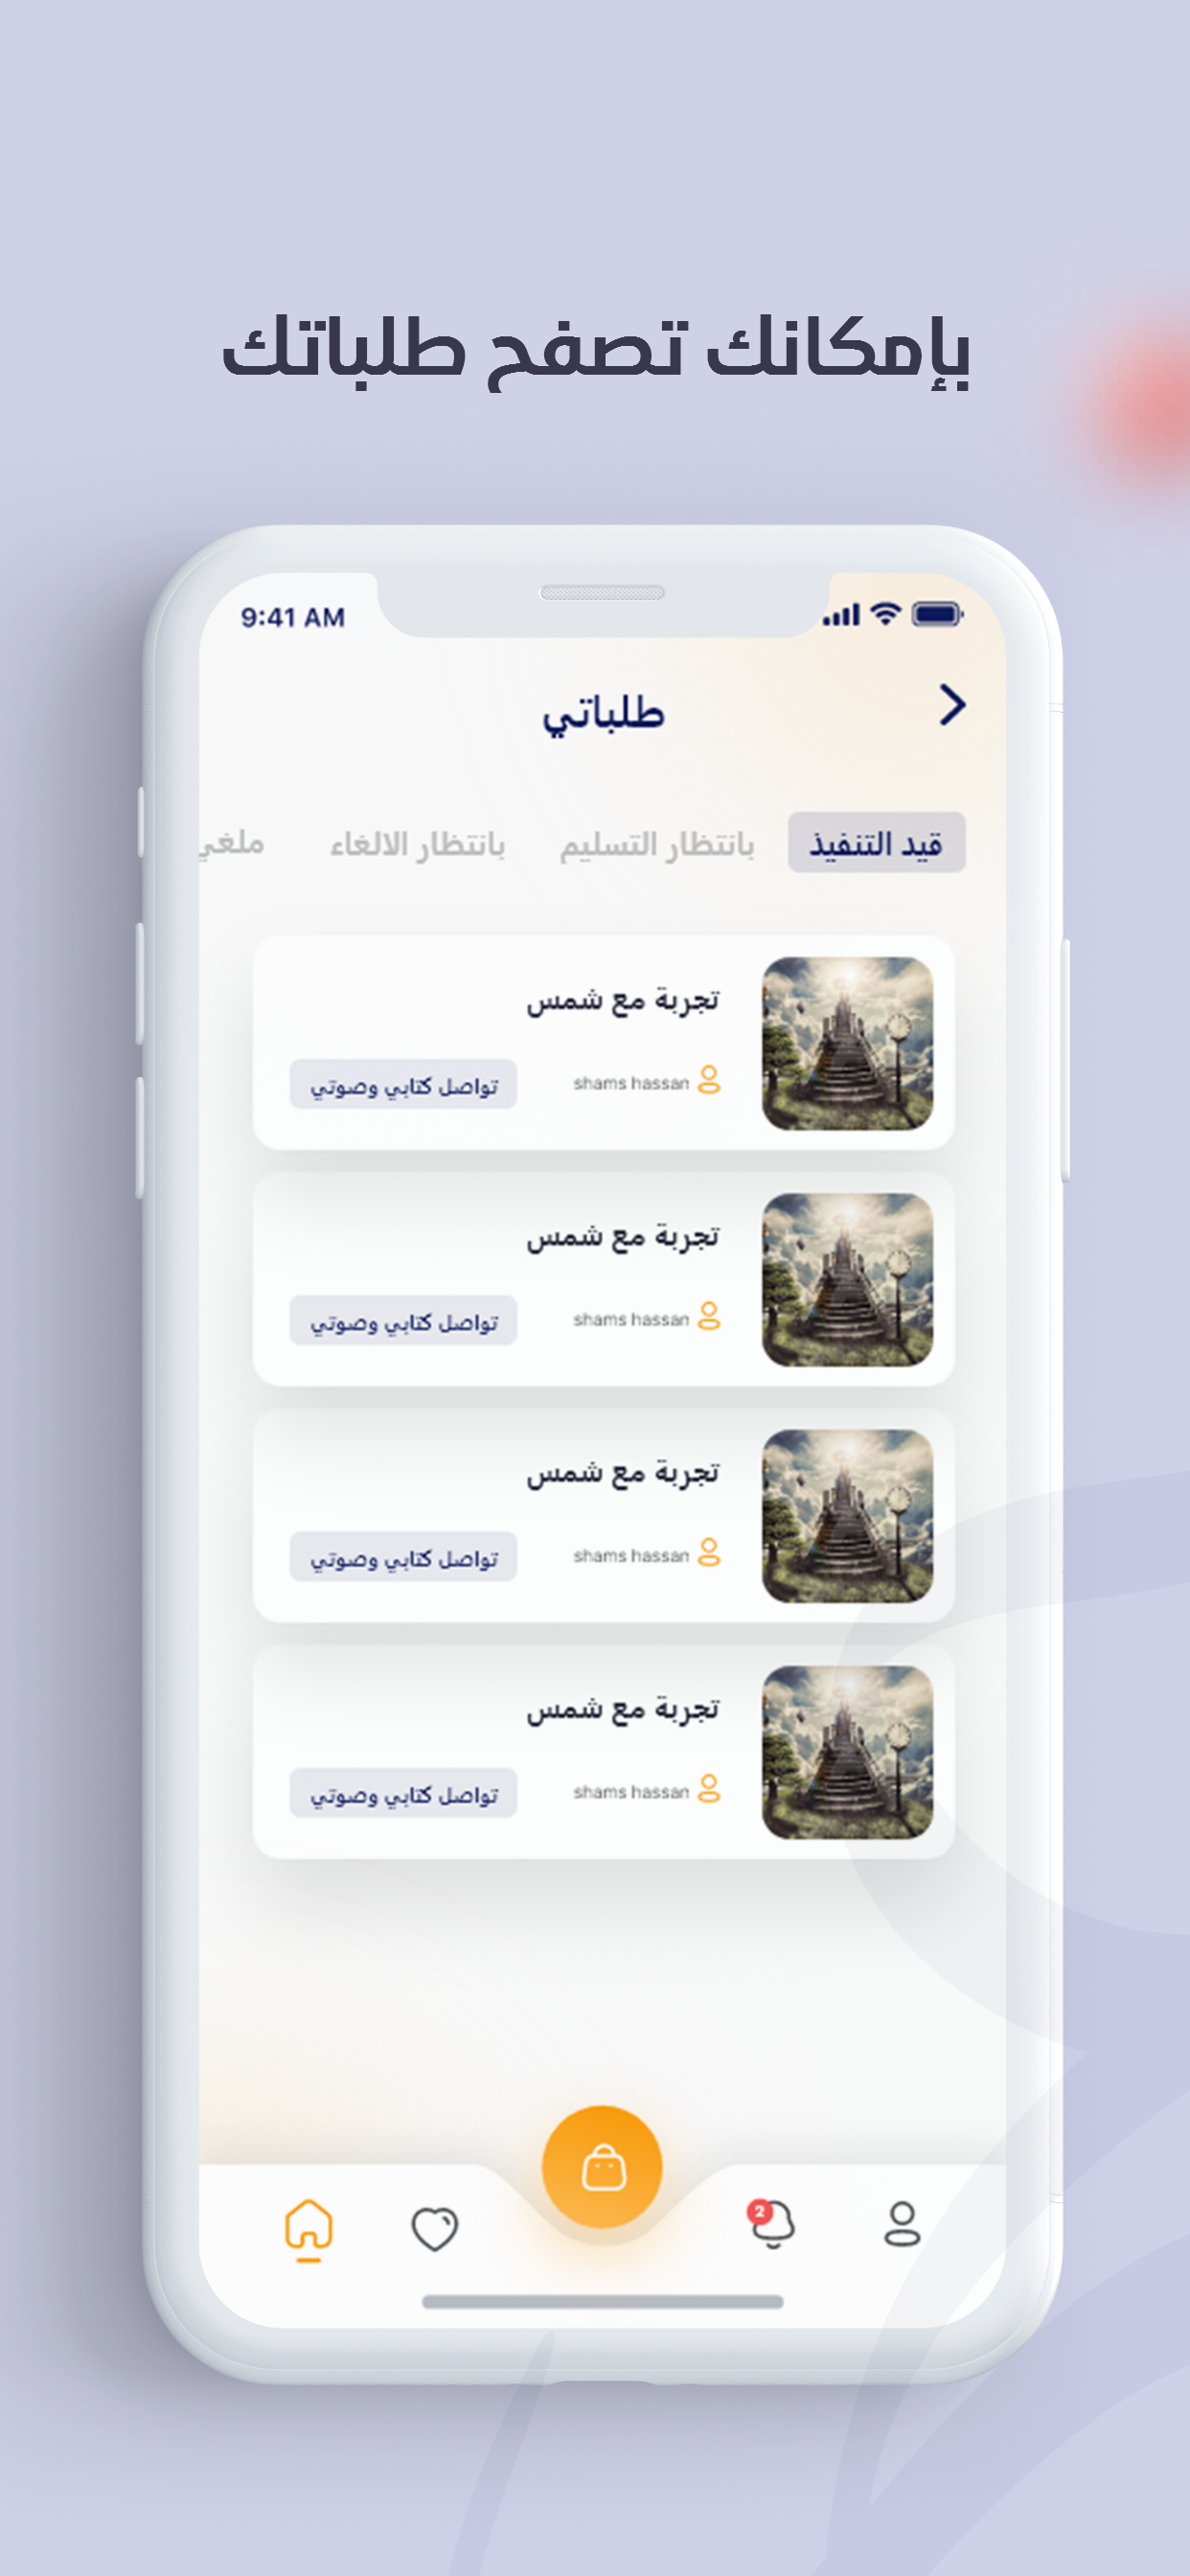 بإمكانك تصفح طلباتك
9:41 AM
طلباتي
قيد التنفيذ بانتظار التسليم بانتظار الالغاء ملغي
تجربة مع شمس
shams hassan تواصل كتابي وصوتي
تجربة مع شمس
shams hassan تواصل كتابي وصوتي
تجربة مع شمس
shams hassan تواصل كتابي وصوتي
تجربة مع شمس
shams hassan تواصل كتابي وصوتي
2